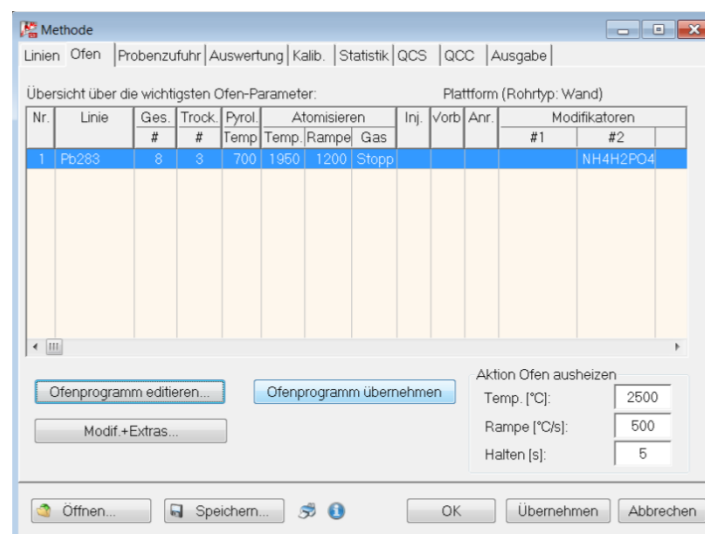 Methode
Linien Ofen Probenzufuhr Auswertung Kalib. Statistik QCS QCC Ausgabe
Übersicht über die wichtigsten Ofen-Parameter: Plattform (Rohrtyp: Wand)
Nr. Linie Ges. Trock. Pyrol. Atomisieren Inj. Vorb Anr. Modifikatoren
# # Temp Temp. Rampe Gas #1 #2
1 Pb283 8 3 700 1950 1200 Stopp NH4H2PO4
Aktion Ofen ausheizen
Ofenprogramm editieren... Ofenprogramm übernehmen Temp. [°C]: 2500
Modif.+Extras... Rampe [°C/s]: 500
Halten [s]: 5
Öffnen... Speichern... OK Übernehmen Abbrechen